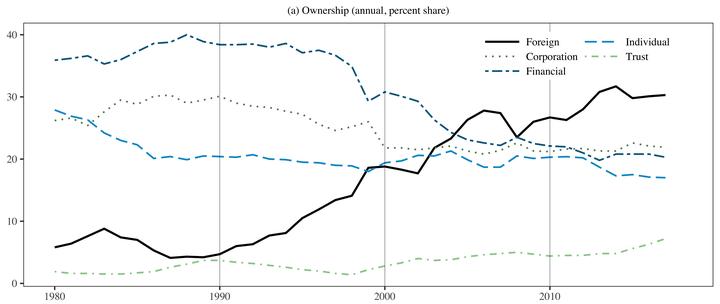 (a) Ownership (annual, percent share)
40
30
20
10
0
Foreign
Corporation
Financial
Individual
Trust
1980
1990
2000
2010